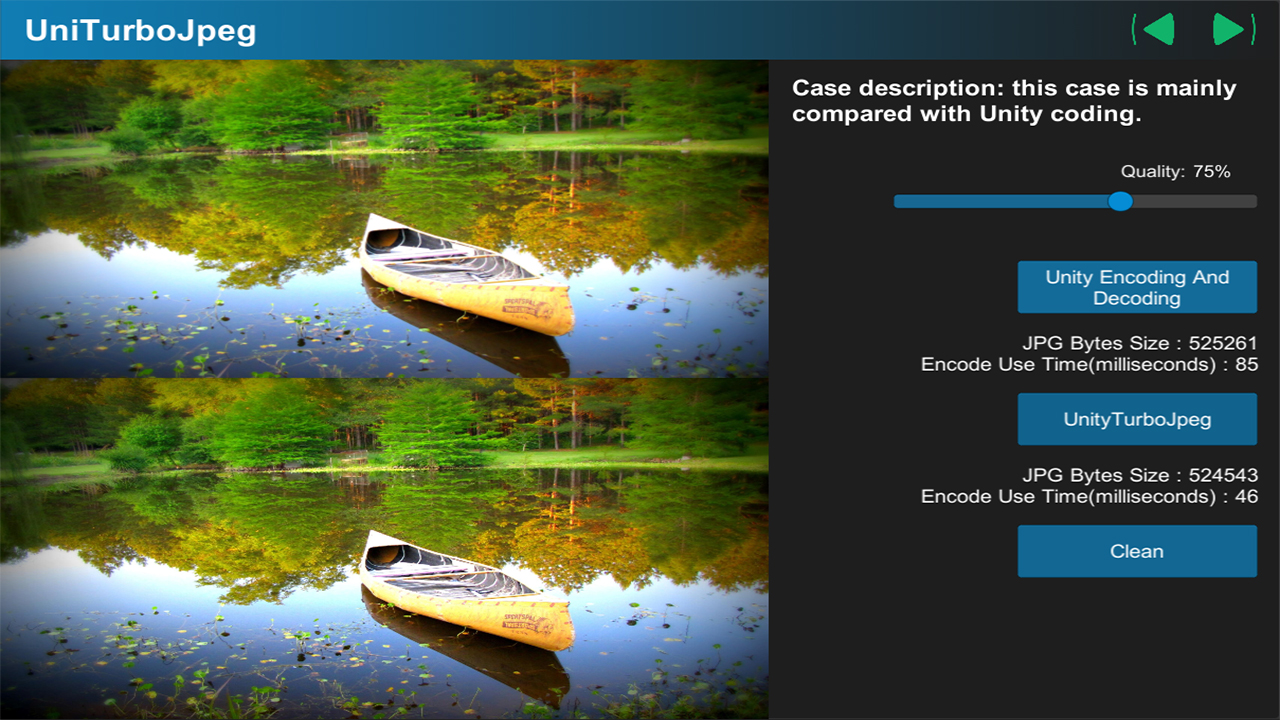 UniTurboJpeg
Case description: this case is mainly
compared with Unity coding.
Quality: 75%
Unity Encoding And
Decoding
JPG Bytes Size : 525261
Encode Use Time(milliseconds) : 85
UnityTurboJpeg
JPG Bytes Size : 524543
Encode Use Time(milliseconds) : 46
Clean